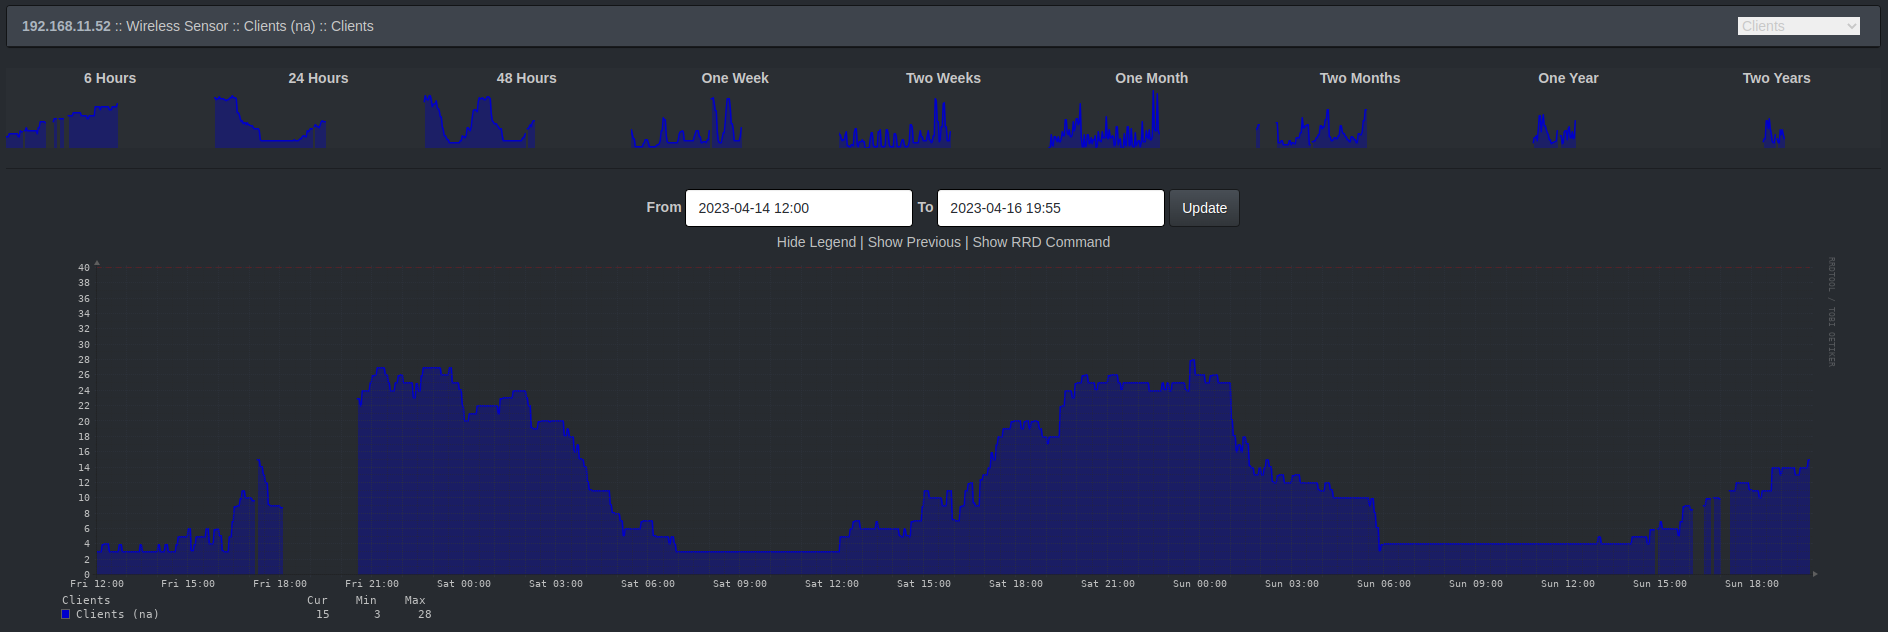 192.168.11.52 :: Wireless Sensor :: Clients (na) :: Clients
Clients
6 Hours 24 Hours 48 Hours One Week Two Weeks One Month Two Months One Year Two Years
From 2023-04-14 12:00 To 2023-04-16 19:55 Update
Hide Legend | Show Previous | Show RRD Command
RRDTOOL / TOBI OETIKER
40
38
36
34
32
30
28
26
24
22
20
18
16
14
12
10
8
6
4
2
0
Fri 12:00 Fri 15:00 Fri 18:00 Fri 21:00 Sat 00:00 Sat 03:00 Sat 06:00 Sat 09:00 Sat 12:00 Sat 15:00 Sat 18:00 Sat 21:00 Sun 00:00 Sun 03:00 Sun 06:00 Sun 09:00 Sun 12:00 Sun 15:00 Sun 18:00
Clients Cur Min Max
Clients (na) 15 3 28